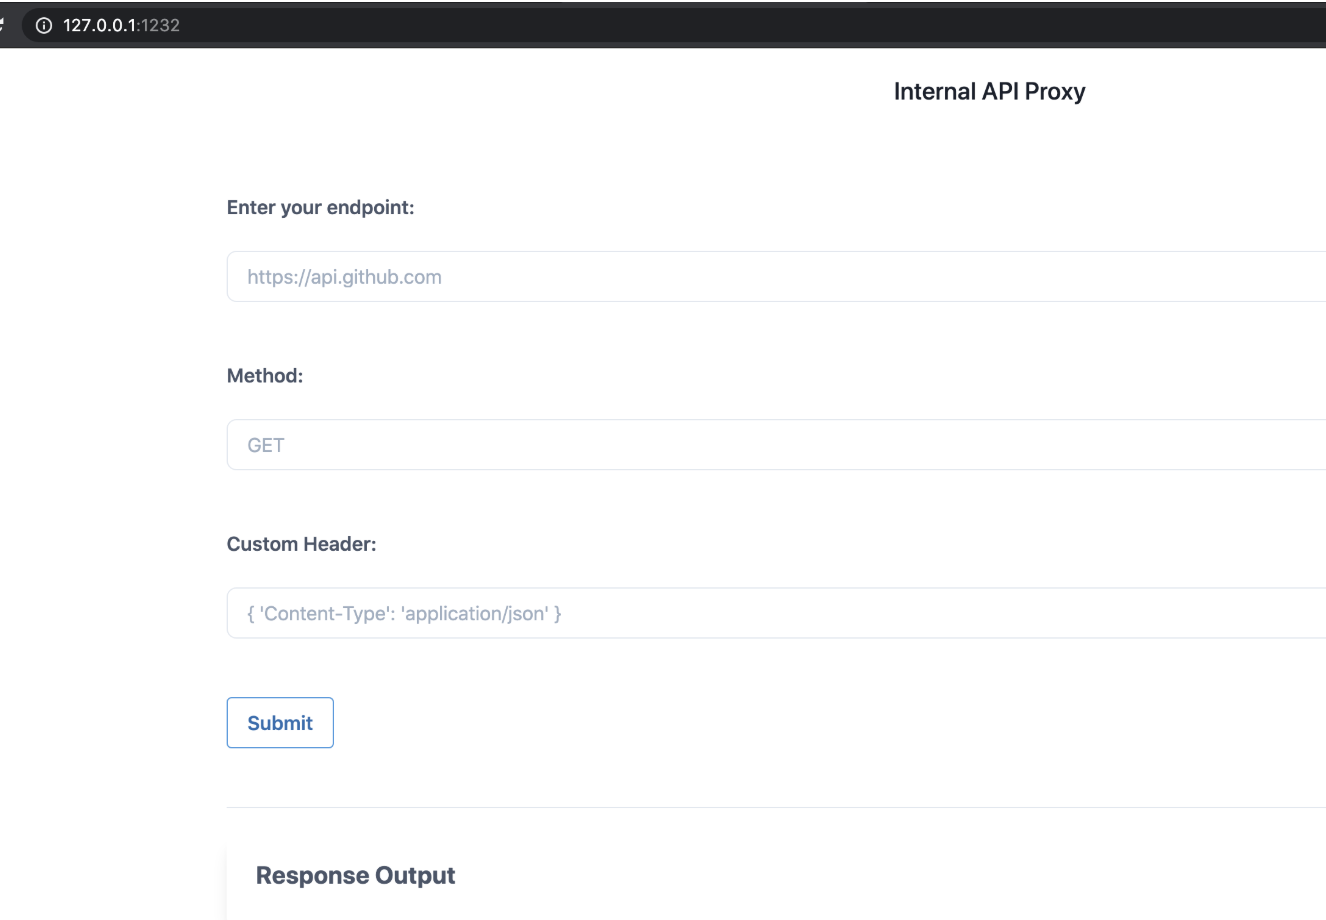 127.0.0.1:1232
Internal API Proxy
Enter your endpoint:
https://api.github.com
Method:
GET
Custom Header:
{ 'Content-Type': 'application/json' }
Submit
Response Output